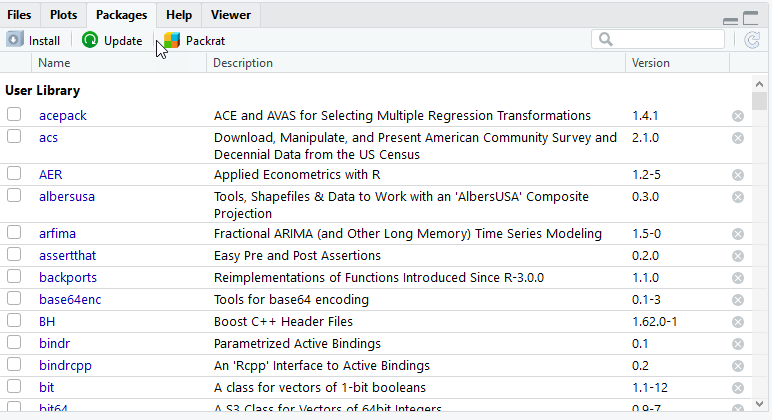 Files Plots Packages Help Viewer
Install Update Packrat
Name Description Version
User Library
acepack ACE and AVAS for Selecting Multiple Regression Transformations 1.4.1
acs Download, Manipulate, and Present American Community Survey and 2.1.0
Decennial Data from the US Census
AER Applied Econometrics with R 1.2-5
albersusa Tools, Shapefiles & Data to Work with an 'AlbersUSA' Composite 0.3.0
Projection
arfima Fractional ARIMA (and Other Long Memory) Time Series Modeling 1.5-0
assertthat Easy Pre and Post Assertions 0.2.0
backports Reimplementations of Functions Introduced Since R-3.0.0 1.1.0
base64enc Tools for base64 encoding 0.1-3
BH Boost C++ Header Files 1.62.0-1
bindr Parametrized Active Bindings 0.1
bindrcpp An 'Rcpp' Interface to Active Bindings 0.2
bit A class for vectors of 1-bit booleans 1.1-12
bit64 A S3 Class for Vectors of 64bit Integers 0.9-7